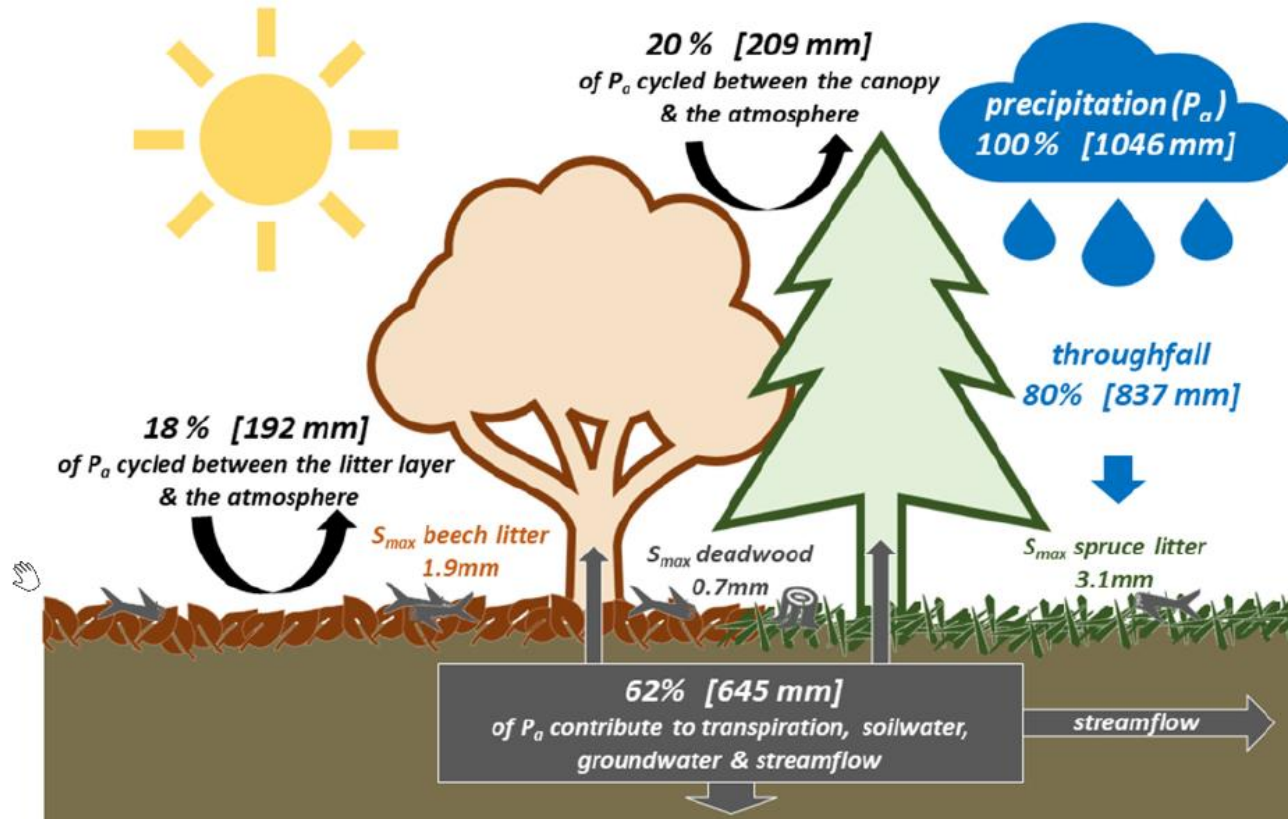 20 % [209 mm]
of Pa cycled between the canopy
& the atmosphere
precipitation (Pa)
100 % [1046 mm]
throughfall
80% [837 mm]
18 % [192 mm]
of Pa cycled between the litter layer
& the atmosphere
Smax beech litter
1.9mm
Smax deadwood
0.7mm
Smax spruce litter
3.1mm
62% [645 mm]
of Pa contribute to transpiration, soilwater,
groundwater & streamflow
streamflow